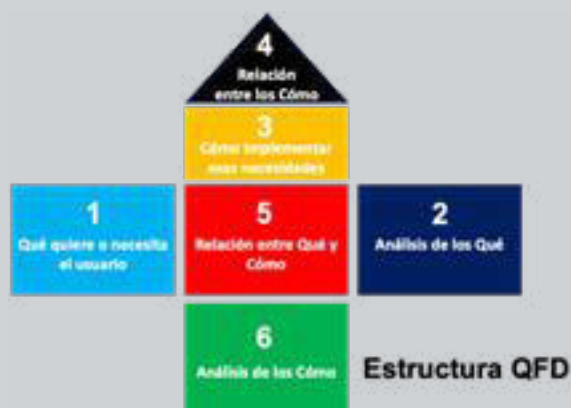 4
Relación
entre los Cómo
3
Cómo implementar
esas necesidades
1
Qué quiere o necesita
el usuario
5
Relación entre Qué y
Cómo
2
Análisis de los Qué
6
Análisis de los Cómo
Estructura QFD